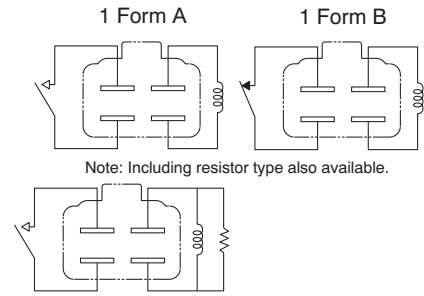 1 Form A
1 Form B
Note: Including resistor type also available.